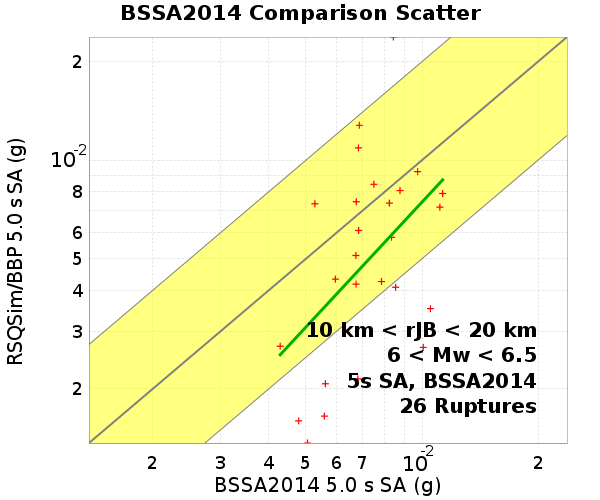 BSSA2014 Comparison Scatter
RSQSim/BBP 5.0 s SA (g)
2
10-2
8
6
5
4
3
2
10 km < rJB < 20 km
6 < Mw < 6.5
5s SA, BSSA2014
26 Ruptures
2 3 4 5 6 7 10-2 2
BSSA2014 5.0 s SA (g)